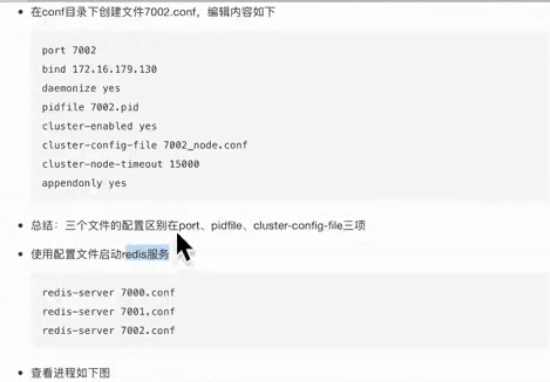 在conf目录下创建文件7002.conf，编辑内容如下
port 7002
bind 172.16.179.130
daemonize yes
pidfile 7002.pid
cluster-enabled yes
cluster-config-file 7002_node.conf
cluster-node-timeout 15000
appendonly yes
总结：三个文件的配置区别在port、pidfile、cluster-config-file三项
使用配置文件启动redis服务
redis-server 7000.conf
redis-server 7001.conf
redis-server 7002.conf
查看进程如下图